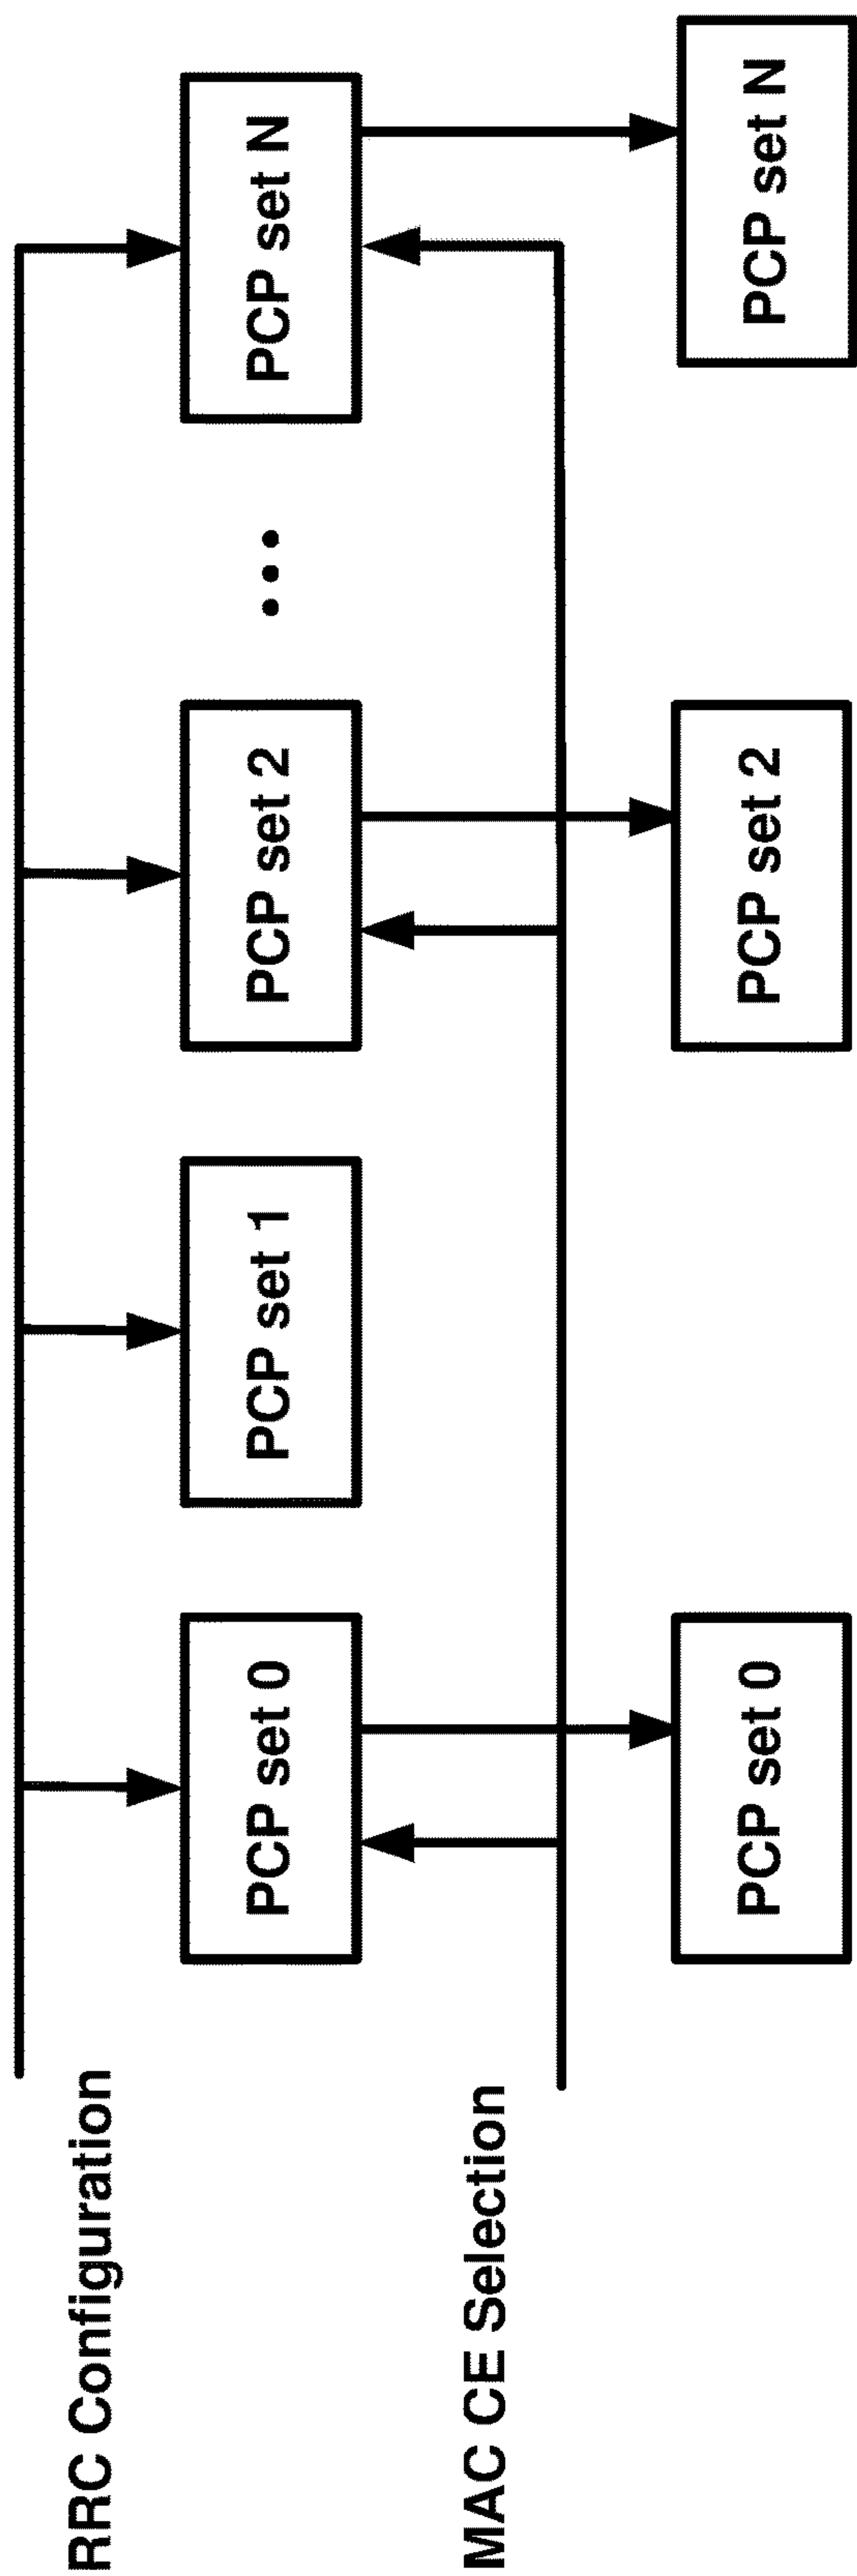 RRC Configuration
PCP set 0
PCP set 1
PCP set 2
...
PCP set N
MAC CE Selection
PCP set 0
PCP set 2
PCP set N